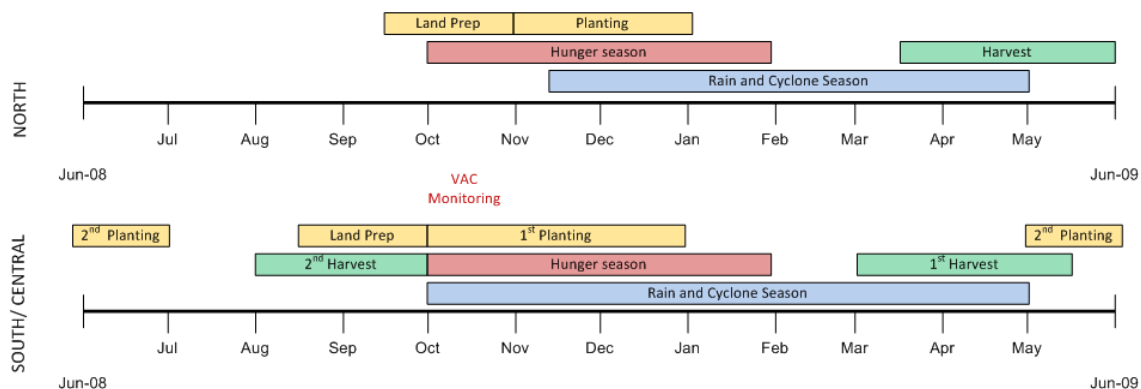 Land Prep Planting
Hunger season Harvest
Rain and Cyclone Season
NORTH
Jul Aug Sep Oct Nov Dec Jan Feb Mar Apr May
Jun-08 Jun-09
VAC
Monitoring
2nd Planting Land Prep 1st Planting 2nd Planting
2nd Harvest Hunger season 1st Harvest
Rain and Cyclone Season
SOUTH/ CENTRAL
Jul Aug Sep Oct Nov Dec Jan Feb Mar Apr May
Jun-08 Jun-09